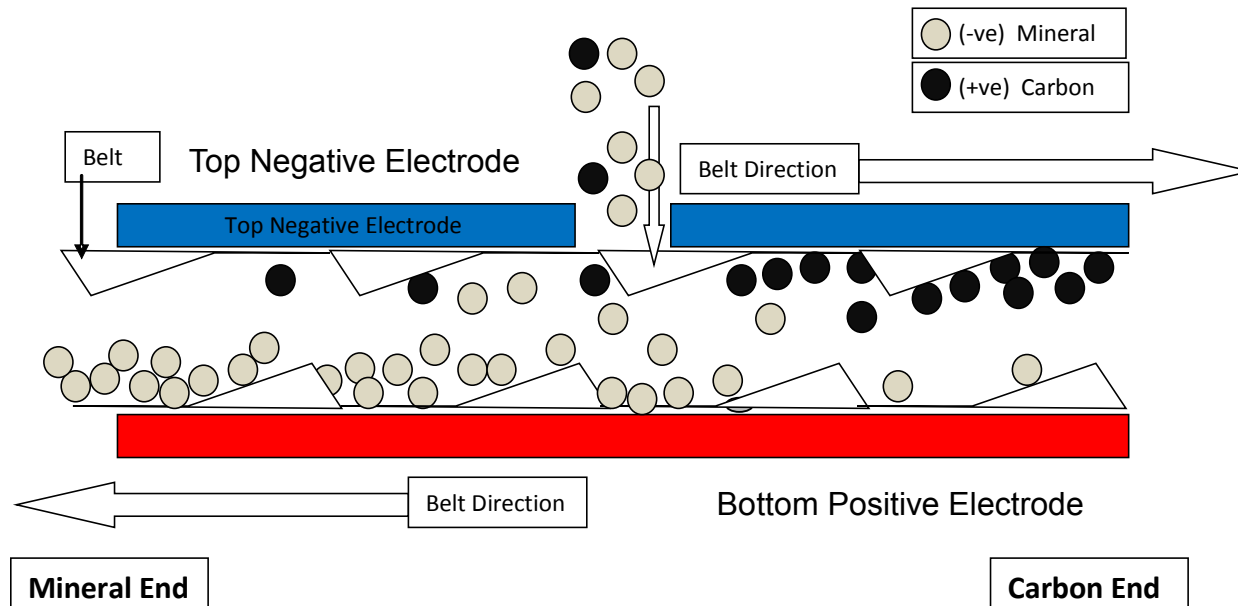 (-ve) Mineral
(+ve) Carbon
Belt
Top Negative Electrode
Belt Direction
Top Negative Electrode
Belt Direction
Bottom Positive Electrode
Mineral End
Carbon End